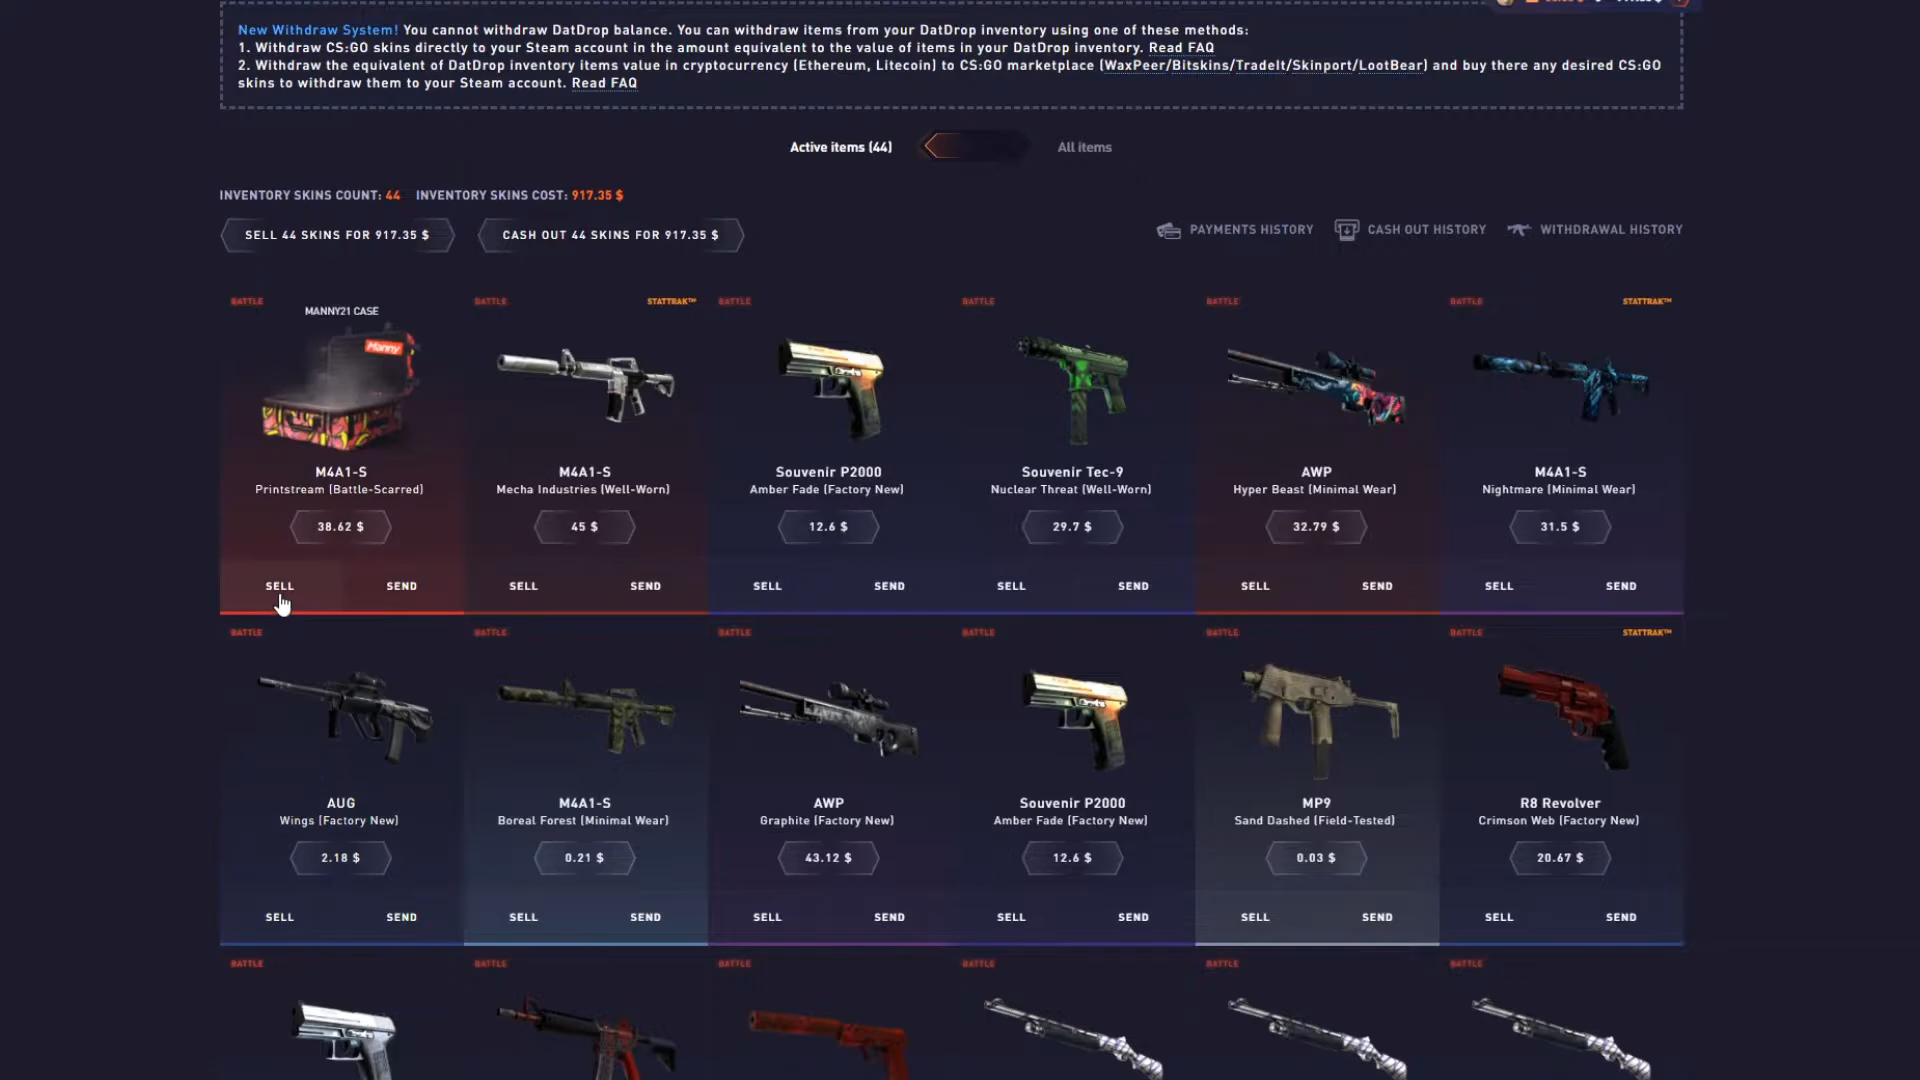 New Withdraw System! You cannot withdraw DatDrop balance. You can withdraw items from your DatDrop inventory using one of these methods:
1. Withdraw CS:GO skins directly to your Steam account in the amount equivalent to the value of items in your DatDrop inventory. Read FAQ
2. Withdraw the equivalent of DatDrop inventory items value in cryptocurrency (Ethereum, Litecoin) to CS:GO marketplace (WaxPeer/Bitskins/TradeIt/Skinport/LootBear) and buy there any desired CS:GO
skins to withdraw them to your Steam account. Read FAQ
Active items (44) All items
INVENTORY SKINS COUNT: 44 INVENTORY SKINS COST: 917.35 $
SELL 44 SKINS FOR 917.35 $ CASH OUT 44 SKINS FOR 917.35 $ PAYMENTS HISTORY CASH OUT HISTORY WITHDRAWAL HISTORY
BATTLE BATTLE STATTRAK™ BATTLE BATTLE BATTLE BATTLE STATTRAK™
MANNY21 CASE
Manny
M4A1-S M4A1-S Souvenir P2000 Souvenir Tec-9 AWP M4A1-S
Printstream (Battle-Scarred) Mecha Industries (Well-Worn) Amber Fade (Factory New) Nuclear Threat (Well-Worn) Hyper Beast (Minimal Wear) Nightmare (Minimal Wear)
38.62 $ 45 $ 12.6 $ 29.7 $ 32.79 $ 31.5 $
SELL SEND SELL SEND SELL SEND SELL SEND SELL SEND SELL SEND
BATTLE BATTLE BATTLE BATTLE BATTLE BATTLE STATTRAK™
AUG M4A1-S AWP Souvenir P2000 MP9 R8 Revolver
Wings (Factory New) Boreal Forest (Minimal Wear) Graphite (Factory New) Amber Fade (Factory New) Sand Dashed (Field-Tested) Crimson Web (Factory New)
2.18 $ 0.21 $ 43.12 $ 12.6 $ 0.03 $ 20.67 $
SELL SEND SELL SEND SELL SEND SELL SEND SELL SEND SELL SEND
BATTLE BATTLE BATTLE BATTLE BATTLE BATTLE